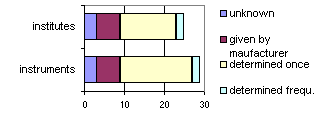 institutes
instruments
0 10 20 30
unknown
given by
maufacturer
determined once
determined frequ.